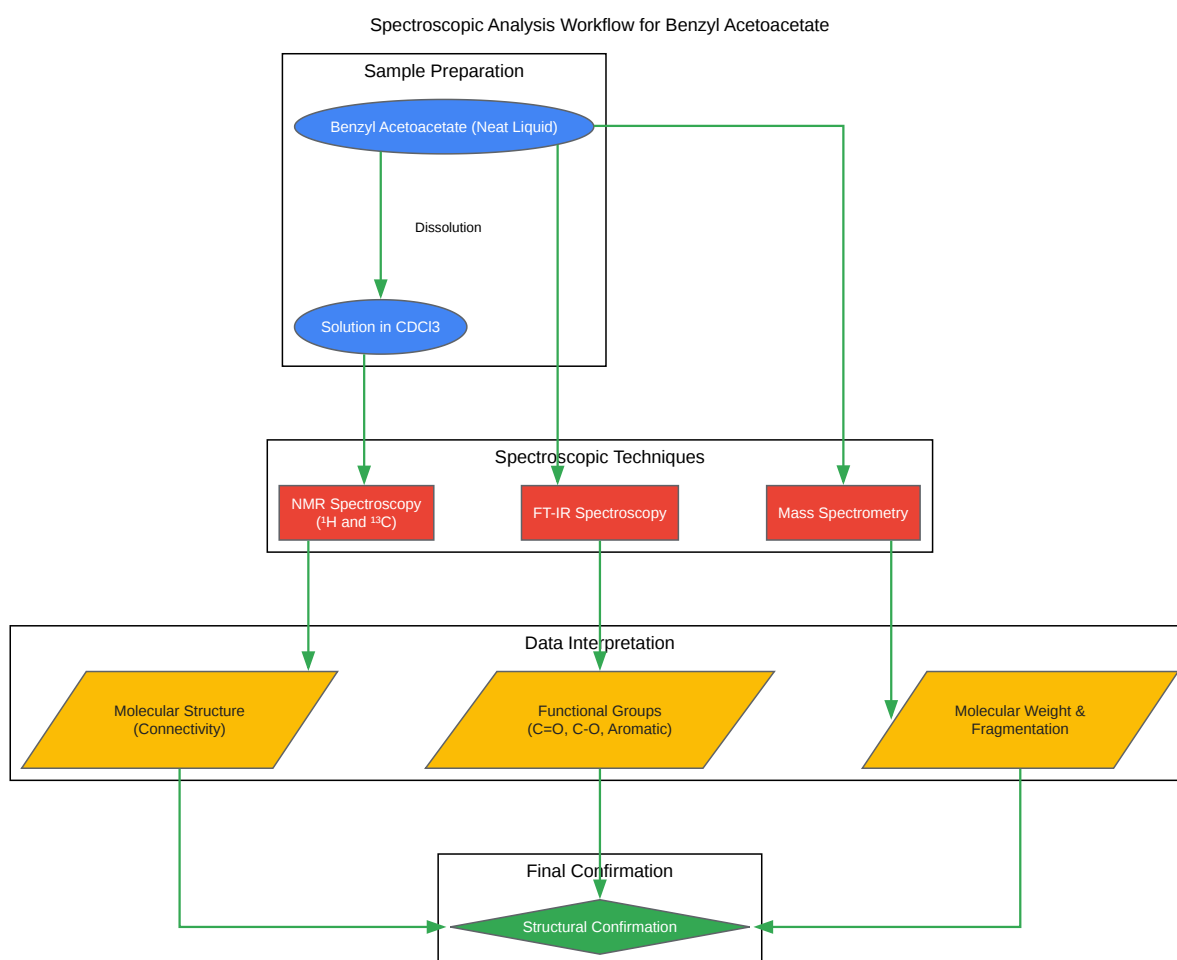 Spectroscopic Analysis Workflow for Benzyl Acetoacetate
Sample Preparation
Benzyl Acetoacetate (Neat Liquid)
Dissolution
Solution in CDCl3
Spectroscopic Techniques
NMR Spectroscopy
(¹H and ¹³C)
FT-IR Spectroscopy
Mass Spectrometry
Data Interpretation
Molecular Structure
(Connectivity)
Functional Groups
(C=O, C-O, Aromatic)
Molecular Weight &
Fragmentation
Final Confirmation
Structural Confirmation